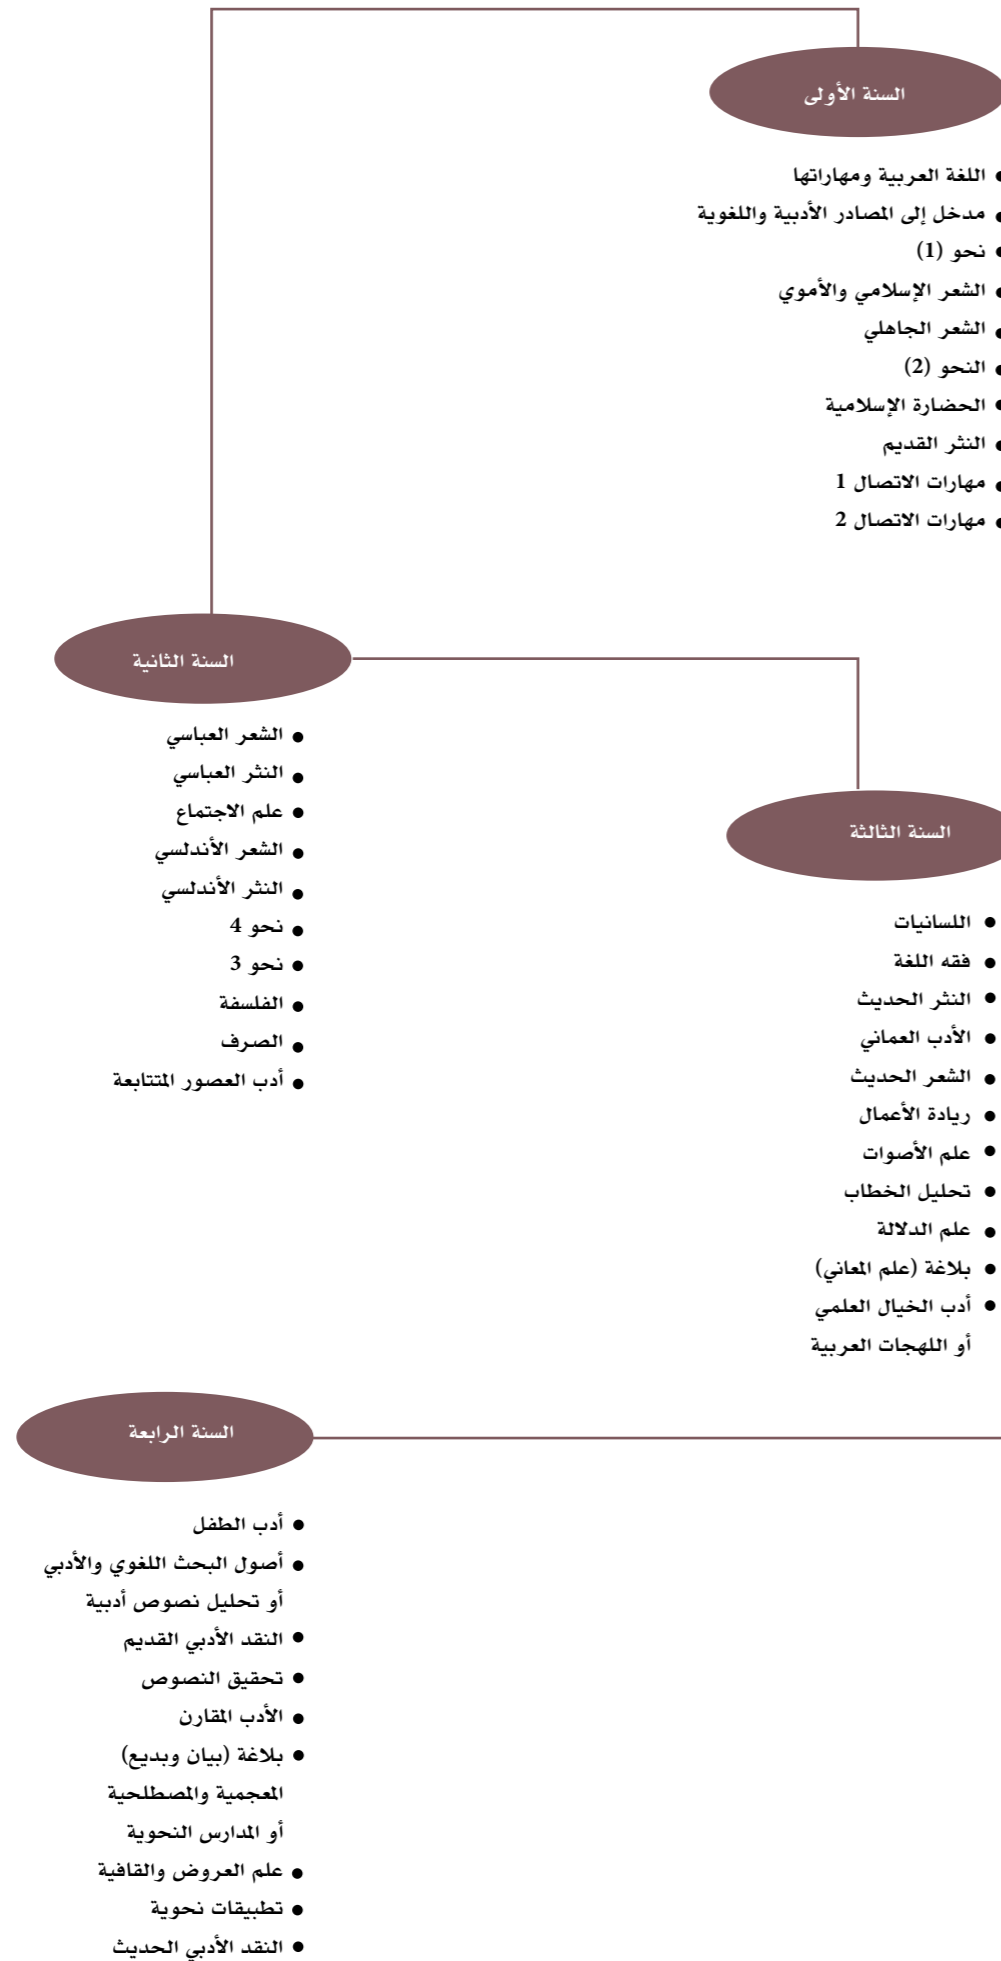 السنة الأولى
● اللغة العربية ومهاراتها
● مدخل إلى المصادر الأدبية واللغوية
● نحو (1)
● الشعر الإسلامي والأموي
● الشعر الجاهلي
● النحو (2)
● الحضارة الإسلامية
● النثر القديم
● مهارات الاتصال 1
● مهارات الاتصال 2
السنة الثانية
● الشعر العباسي
● النثر العباسي
● علم الاجتماع
● الشعر الأندلسي
● النثر الأندلسي
● نحو 4
● نحو 3
● الفلسفة
● الصرف
● أدب العصور المتتابعة
السنة الثالثة
● اللسانيات
● فقه اللغة
● النثر الحديث
● الأدب العماني
● الشعر الحديث
● ريادة الأعمال
● علم الأصوات
● تحليل الخطاب
● علم الدلالة
● بلاغة (علم المعاني)
● أدب الخيال العلمي
أو اللهجات العربية
السنة الرابعة
● أدب الطفل
● أصول البحث اللغوي والأدبي
أو تحليل نصوص أدبية
● النقد الأدبي القديم
● تحقيق النصوص
● الأدب المقارن
● بلاغة (بيان وبديع)
المعجمية والمصطلحية
أو المدارس النحوية
● علم العروض والقافية
● تطبيقات نحوية
● النقد الأدبي الحديث